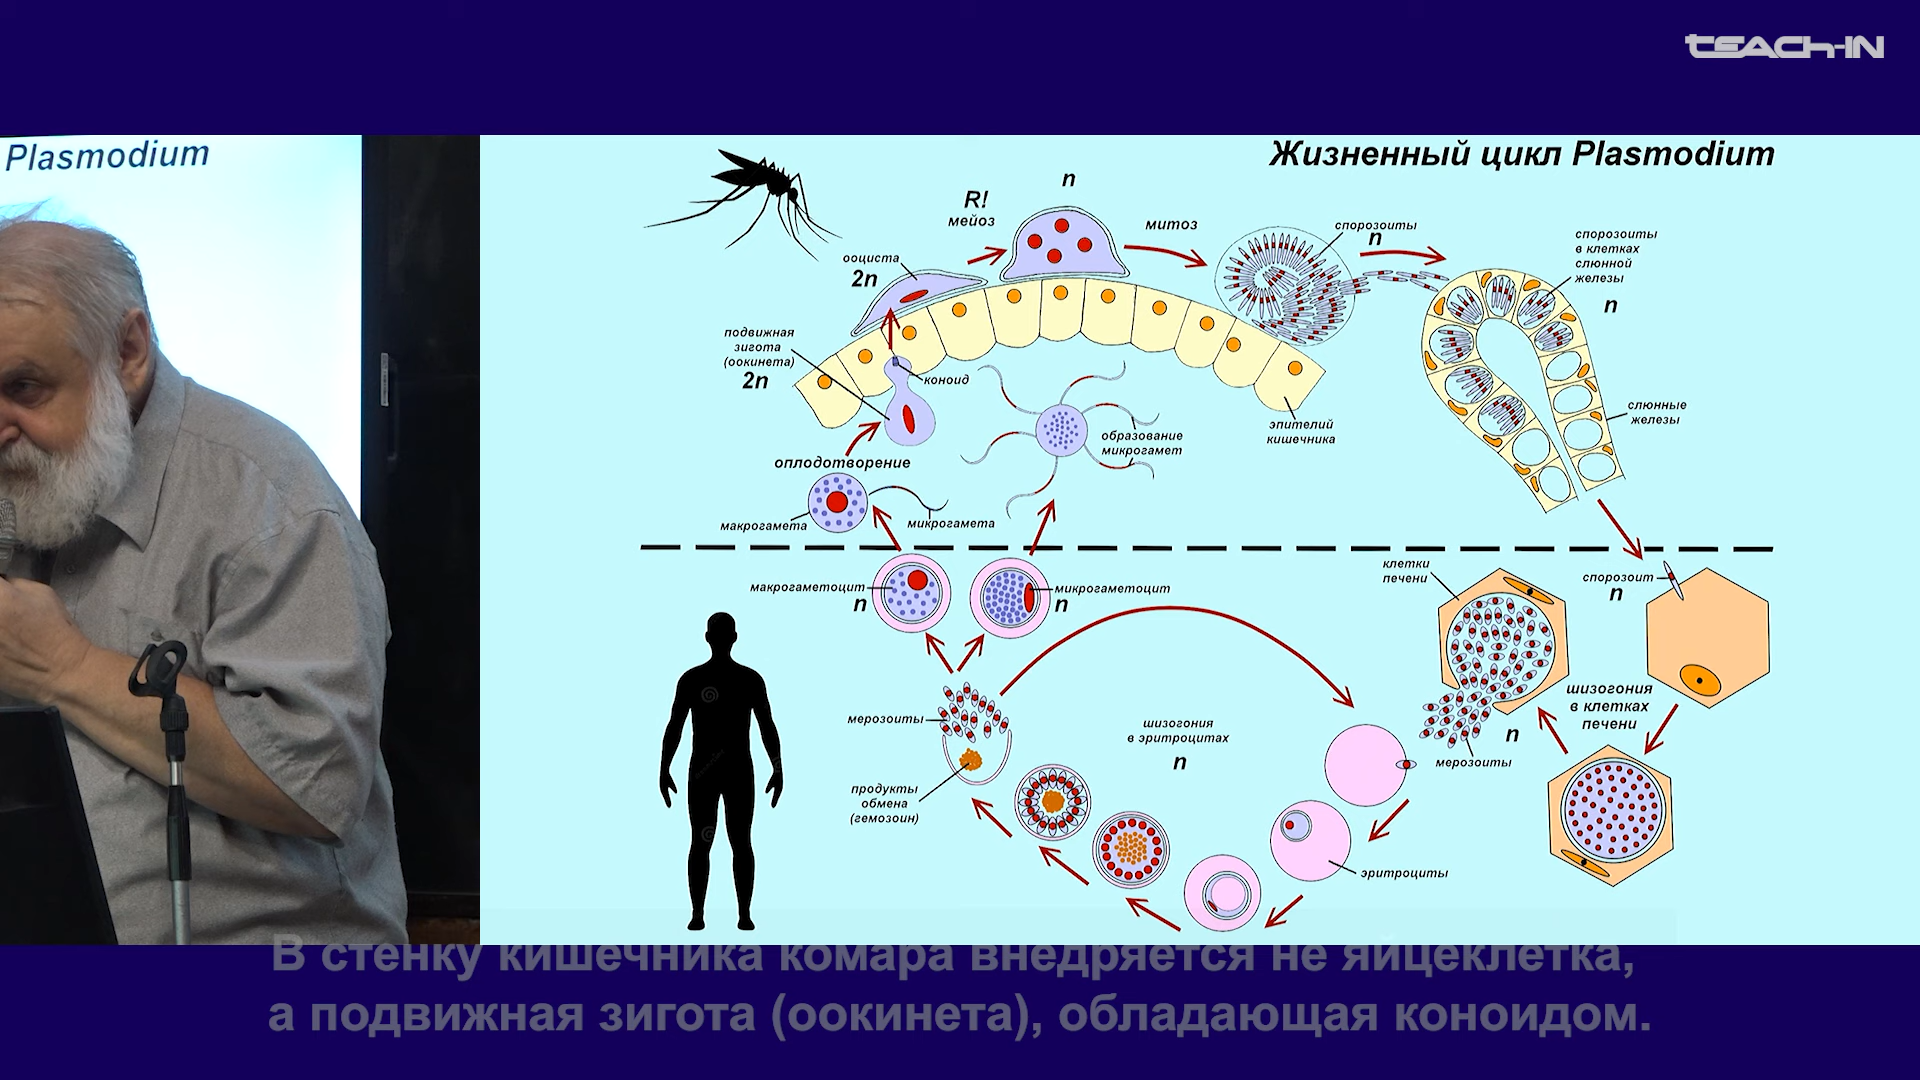 TEACH-IN
Plasmodium
Жизненный цикл Plasmodium
n
R!
мейоз
митоз
спорозоиты
n
спорозоиты
в клетках
слюнной
железы
n
ооциста
2n
подвижная
зигота
(оокинета)
2n
коноид
образование
микрогамет
эпителий
кишечника
слюнные
железы
оплодотворение
макрогамета
микрогамета
макрогаметоцит
n
микрогаметоцит
n
клетки
печени
спорозоит
n
шизогония
в клетках
печени
n
мерозоиты
мерозоиты
шизогония
в эритроцитах
n
продукты
обмена
(гемозоин)
эритроциты
В стенку кишечника комара внедряется не яйцеклетка,
а подвижная зигота (оокинета), обладающая коноидом.